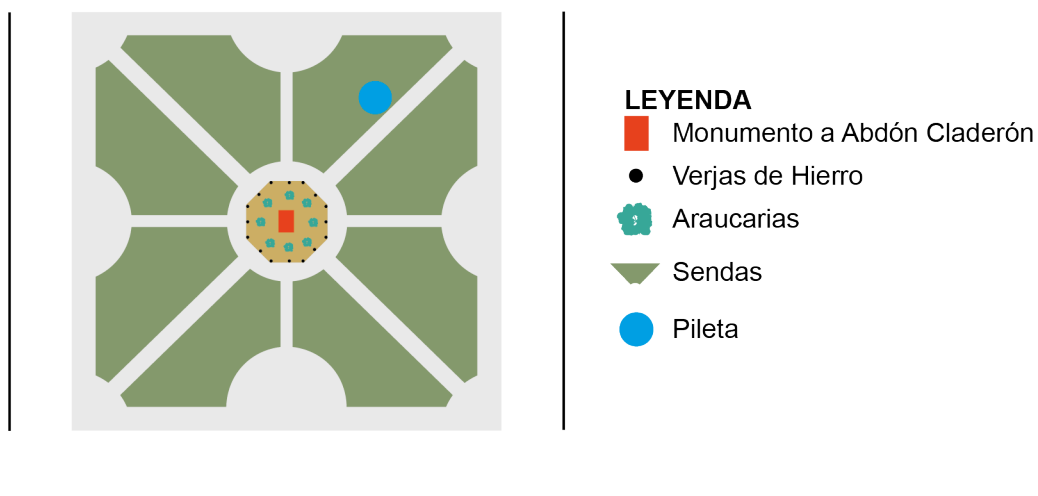 LEYENDA
Monumento a Abdón Claderón
Verjas de Hierro
Araucarias
Sendas
Pileta